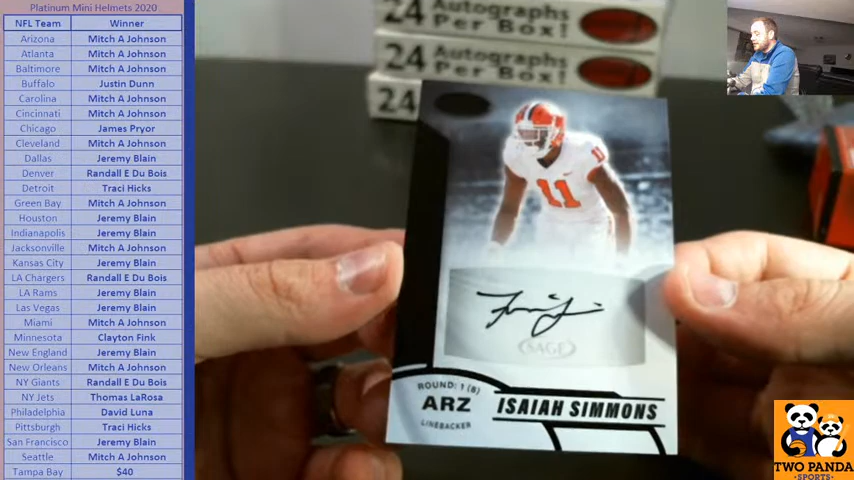 Platinum Mini Helmets 2020
NFL Team Winner
Arizona Mitch A Johnson
Atlanta Mitch A Johnson
Baltimore Mitch A Johnson
Buffalo Justin Dunn
Carolina Mitch A Johnson
Cincinnati Mitch A Johnson
Chicago James Pryor
Cleveland Mitch A Johnson
Dallas Jeremy Blain
Denver Randall E Du Bois
Detroit Traci Hicks
Green Bay Mitch A Johnson
Houston Jeremy Blain
Indianapolis Jeremy Blain
Jacksonville Mitch A Johnson
Kansas City Jeremy Blain
LA Chargers Randall E Du Bois
LA Rams Jeremy Blain
Las Vegas Jeremy Blain
Miami Mitch A Johnson
Minnesota Clayton Fink
New England Jeremy Blain
New Orleans Mitch A Johnson
NY Giants Randall E Du Bois
NY Jets Thomas LaRosa
Philadelphia David Luna
Pittsburgh Traci Hicks
San Francisco Jeremy Blain
Seattle Mitch A Johnson
Tampa Bay $40
24 Autographs
Per Box!
24 Autographs
Per Box!
24
11
11
SAGE
ROUND: 1 (8)
ARZ
LINEBACKER
ISAIAH SIMMONS
TWO PANDA
-SPORTS-